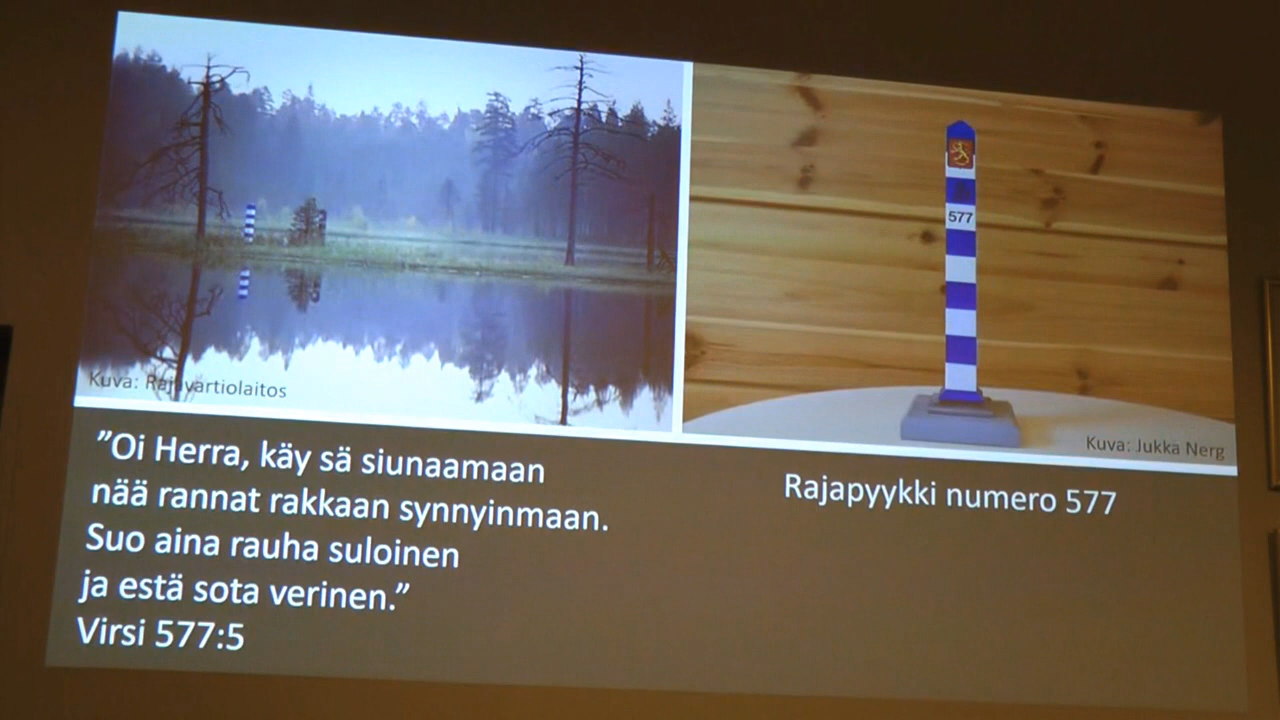 577
Kuva: Rajavartiolaitos
Kuva: Jukka Nerg
”Oi Herra, käy sä siunaamaan
nää rannat rakkaan synnyinmaan.
Suo aina rauha suloinen
ja estä sota verinen.”
Virsi 577:5
Rajapyykki numero 577